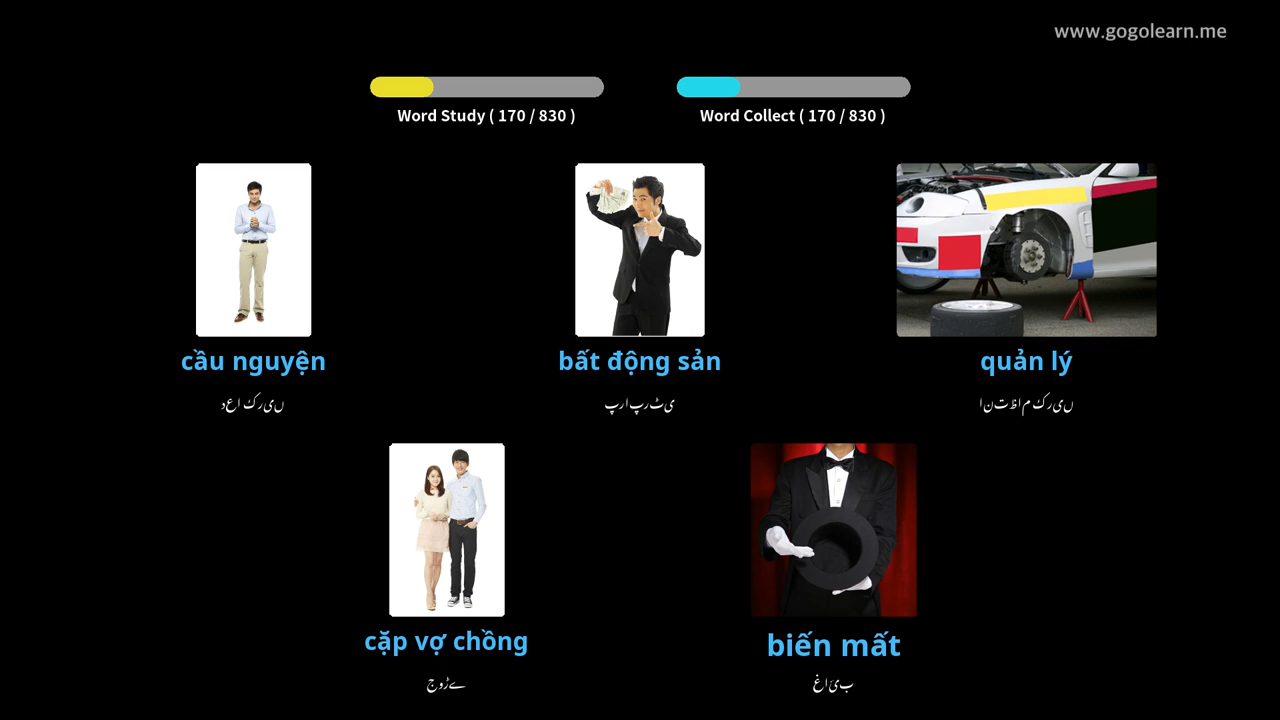 www.gogolearn.me
Word Study ( 170 / 830 )
Word Collect ( 170 / 830 )
cầu nguyện
دعا کریں
bất động sản
پراپرٹی
quản lý
انتظام کریں
cặp vợ chồng
جوڑے
biến mất
غائب